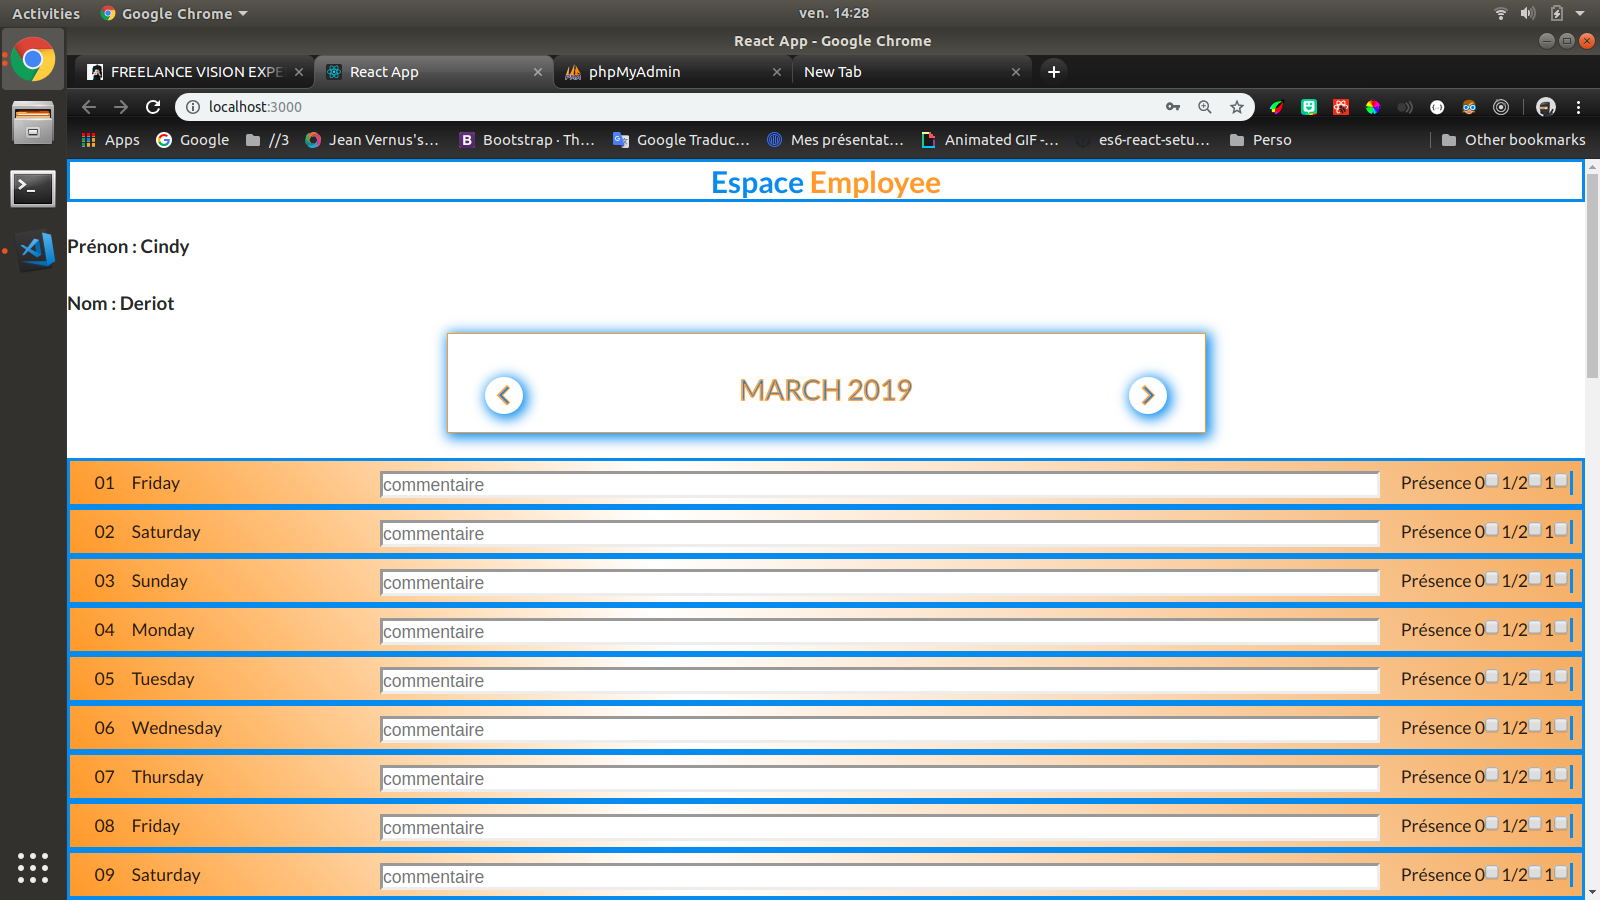 Activities Google Chrome ven. 14:28
React App - Google Chrome
FREELANCE VISION EXPE React App phpMyAdmin New Tab
localhost:3000
Apps Google //3 Jean Vernus's... Bootstrap · Th... Google Traduc... Mes présentat... Animated GIF -... es6-react-setu... Perso Other bookmarks
Espace Employee
Prénon : Cindy
Nom : Deriot
MARCH 2019
01 Friday commentaire Présence 0 1/2 1
02 Saturday commentaire Présence 0 1/2 1
03 Sunday commentaire Présence 0 1/2 1
04 Monday commentaire Présence 0 1/2 1
05 Tuesday commentaire Présence 0 1/2 1
06 Wednesday commentaire Présence 0 1/2 1
07 Thursday commentaire Présence 0 1/2 1
08 Friday commentaire Présence 0 1/2 1
09 Saturday commentaire Présence 0 1/2 1